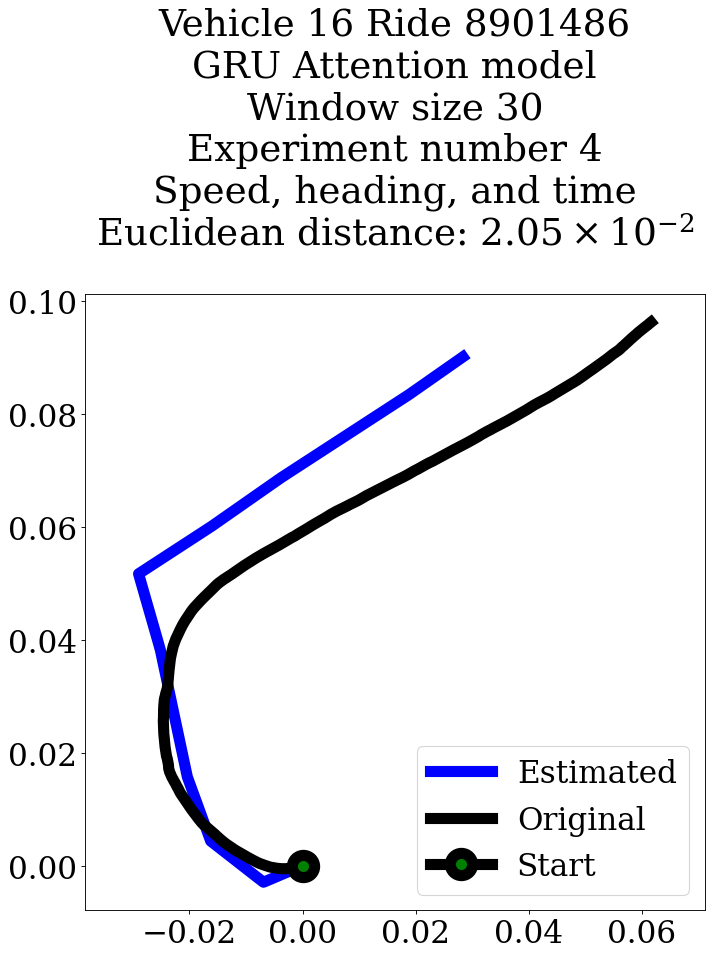 Vehicle 16 Ride 8901486
GRU Attention model
Window size 30
Experiment number 4
Speed, heading, and time
Euclidean distance: 2.05 × 10⁻²
0.10
0.08
0.06
0.04
0.02
0.00
Estimated
Original
Start
−0.02 0.00 0.02 0.04 0.06